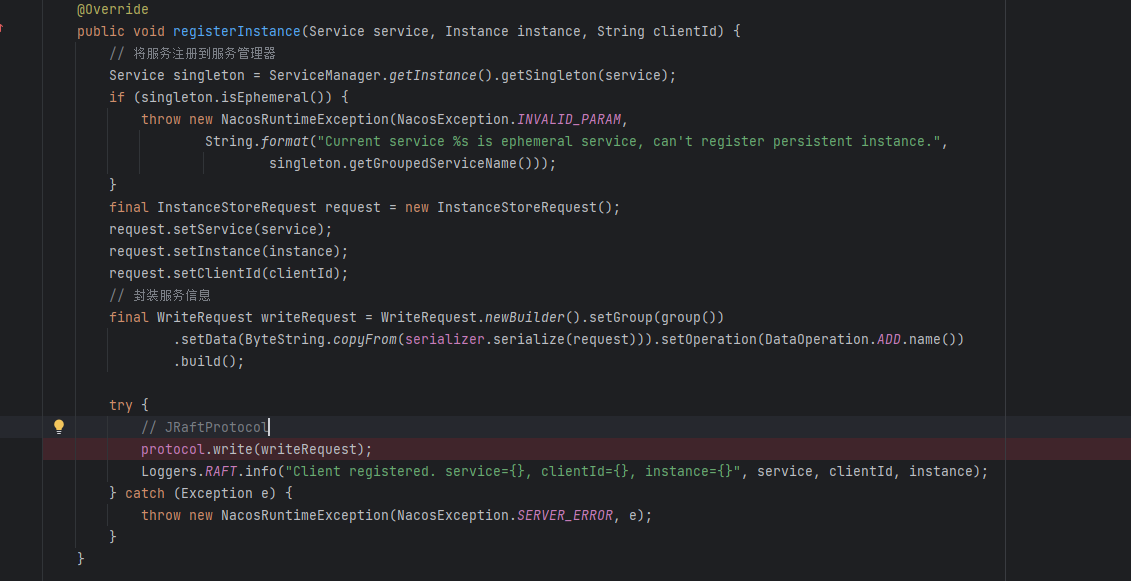 @Override
public void registerInstance(Service service, Instance instance, String clientId) {
// 将服务注册到服务管理器
Service singleton = ServiceManager.getInstance().getSingleton(service);
if (singleton.isEphemeral()) {
throw new NacosRuntimeException(NacosException.INVALID_PARAM,
String.format("Current service %s is ephemeral service, can't register persistent instance.",
singleton.getGroupedServiceName()));
}
final InstanceStoreRequest request = new InstanceStoreRequest();
request.setService(service);
request.setInstance(instance);
request.setClientId(clientId);
// 封装服务信息
final WriteRequest writeRequest = WriteRequest.newBuilder().setGroup(group())
.setData(ByteString.copyFrom(serializer.serialize(request))).setOperation(DataOperation.ADD.name())
.build();
try {
// JRaftProtocol
protocol.write(writeRequest);
Loggers.RAFT.info("Client registered. service={}, clientId={}, instance={}", service, clientId, instance);
} catch (Exception e) {
throw new NacosRuntimeException(NacosException.SERVER_ERROR, e);
}
}